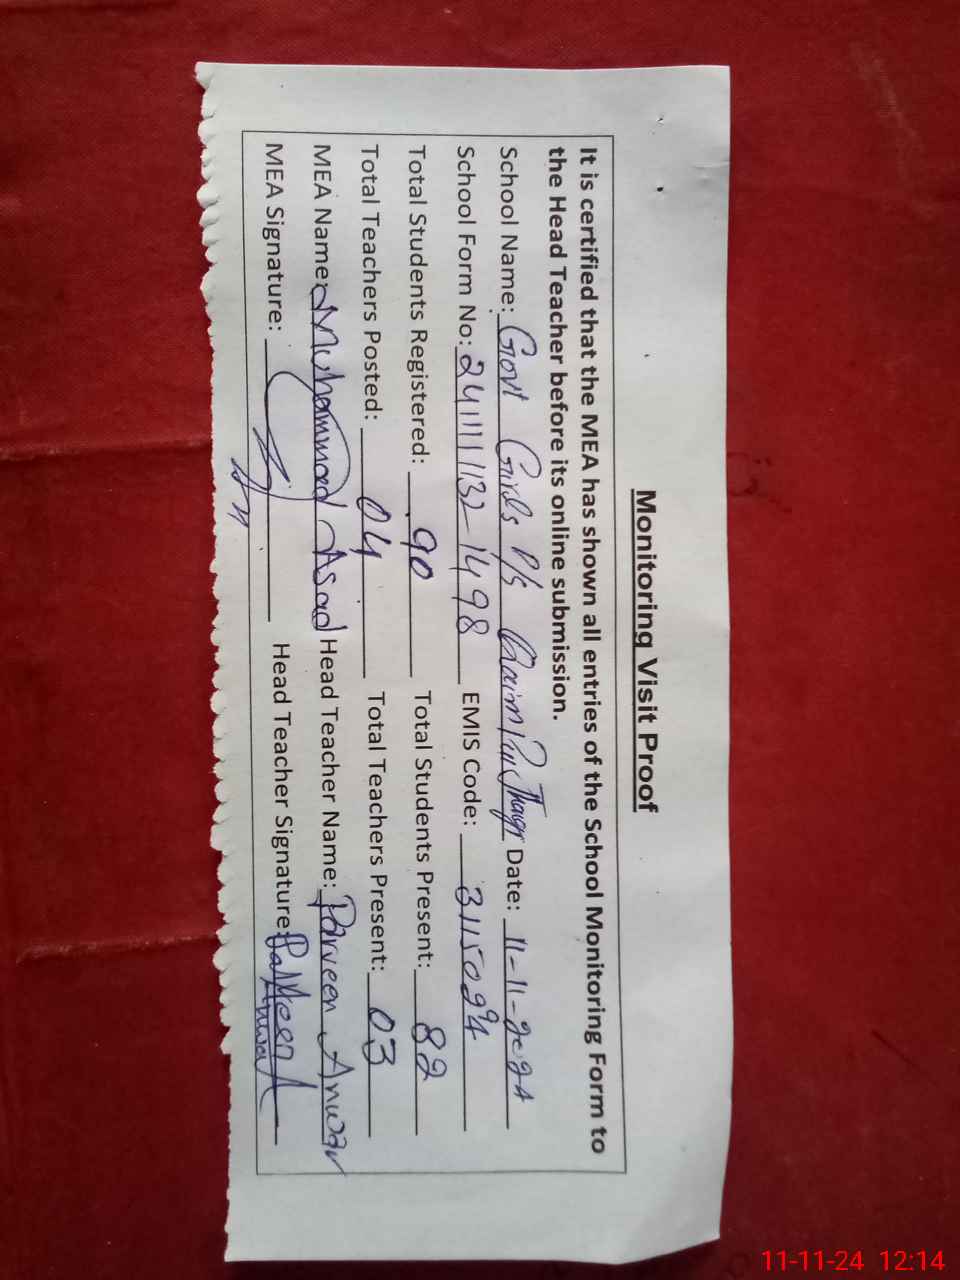 Monitoring Visit Proof
It is certified that the MEA has shown all entries of the School Monitoring Form to
the Head Teacher before its online submission.
School Name: Govt Girls P/S Date: 11-11-2024
School Form No: 241111132-1498 EMIS Code: 3115094
Total Students Registered: 90 Total Students Present: 82
Total Teachers Posted: 04 Total Teachers Present: 03
MEA Name: Muhammad Asad Head Teacher Name: Parveen Anwar
MEA Signature: Head Teacher Signature: Parveen Anwar
11-11-24 12:14